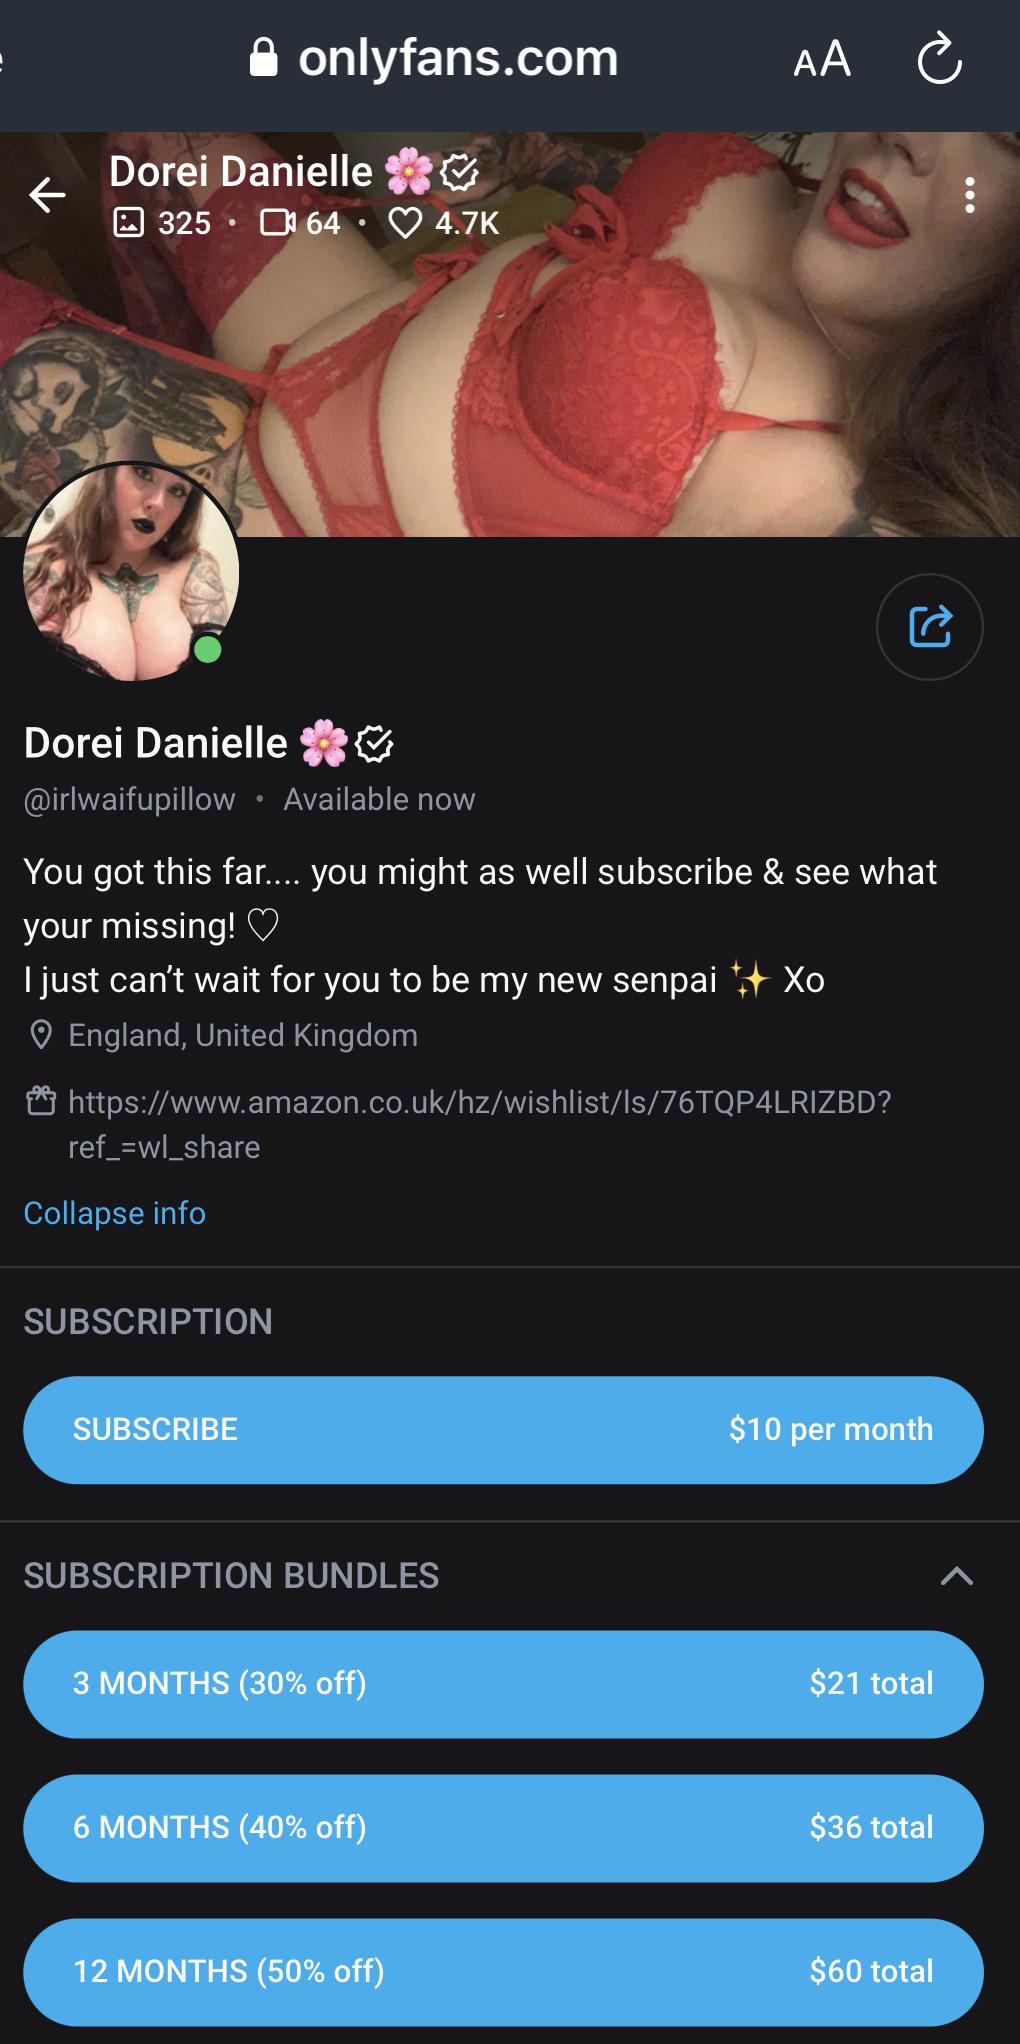 onlyfans.com AA
Dorei Danielle 🌸
325 • 64 • 4.7K
Dorei Danielle 🌸
@irlwaifupillow • Available now
You got this far.... you might as well subscribe & see what
your missing! ♡
I just can’t wait for you to be my new senpai ✨ Xo
England, United Kingdom
https://www.amazon.co.uk/hz/wishlist/ls/76TQP4LRIZBD?
ref_=wl_share
Collapse info
SUBSCRIPTION
SUBSCRIBE $10 per month
SUBSCRIPTION BUNDLES
3 MONTHS (30% off) $21 total
6 MONTHS (40% off) $36 total
12 MONTHS (50% off) $60 total